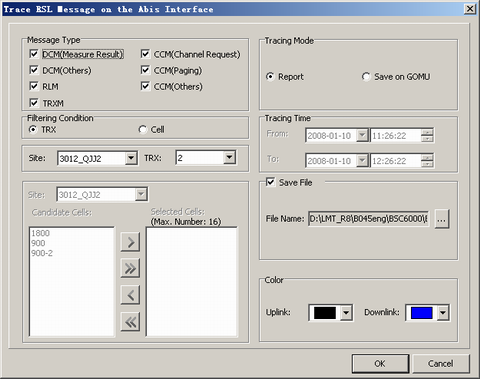 Trace RSL Message on the Abis Interface
Message Type
DCM(Measure Result)
CCM(Channel Request)
DCM(Others)
CCM(Paging)
RLM
CCM(Others)
TRXM
Filtering Condition
TRX
Cell
Site:
3012_QJJ2
TRX:
2
Site:
3012_QJJ2
Candidate Cells:
Selected Cells:
(Max. Number: 16)
1800
900
900-2
Tracing Mode
Report
Save on GOMU
Tracing Time
From:
2008-01-10
11:26:22
To:
2008-01-10
12:26:22
Save File
File Name:
D:\LMT_R8\B045eng\BSC6000\
...
Color
Uplink:
Downlink:
OK
Cancel